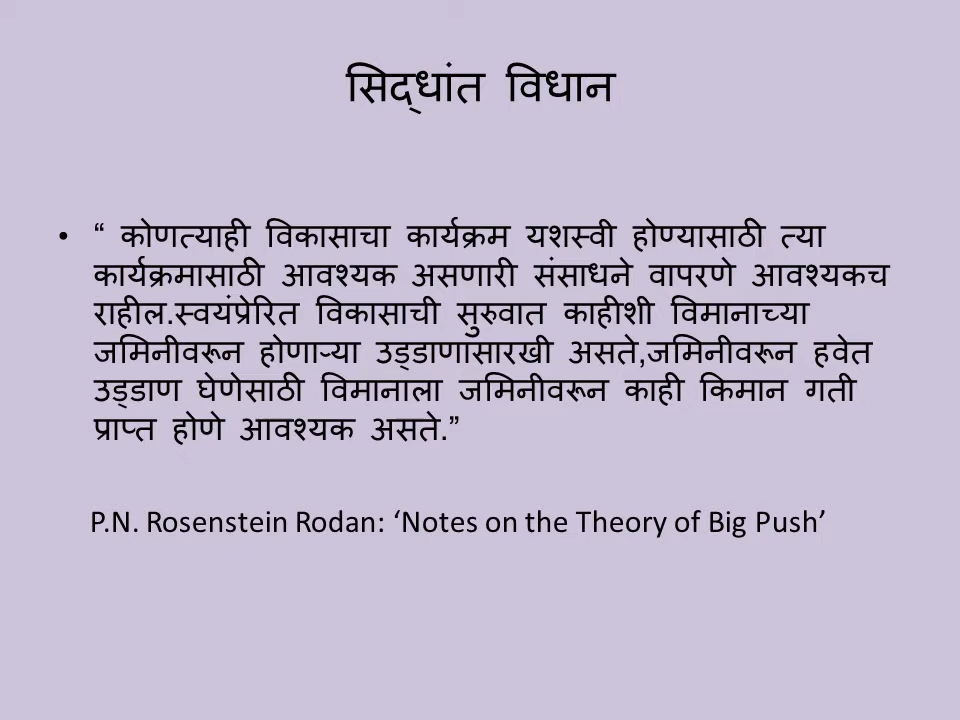 सिद्धांत विधान
• “ कोणत्याही विकासाचा कार्यक्रम यशस्वी होण्यासाठी त्या
कार्यक्रमासाठी आवश्यक असणारी संसाधने वापरणे आवश्यकच
राहील.स्वयंप्रेरित विकासाची सुरुवात काहीशी विमानाच्या
जमिनीवरून होणाऱ्या उड्डाणासारखी असते,जमिनीवरून हवेत
उड्डाण घेणेसाठी विमानाला जमिनीवरून काही किमान गती
प्राप्त होणे आवश्यक असते.”
P.N. Rosenstein Rodan: ‘Notes on the Theory of Big Push’